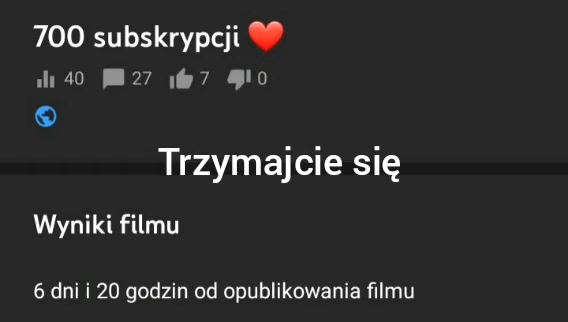 700 subskrypcji ❤️
40 27 7 0
Trzymajcie się
Wyniki filmu
6 dni i 20 godzin od opublikowania filmu